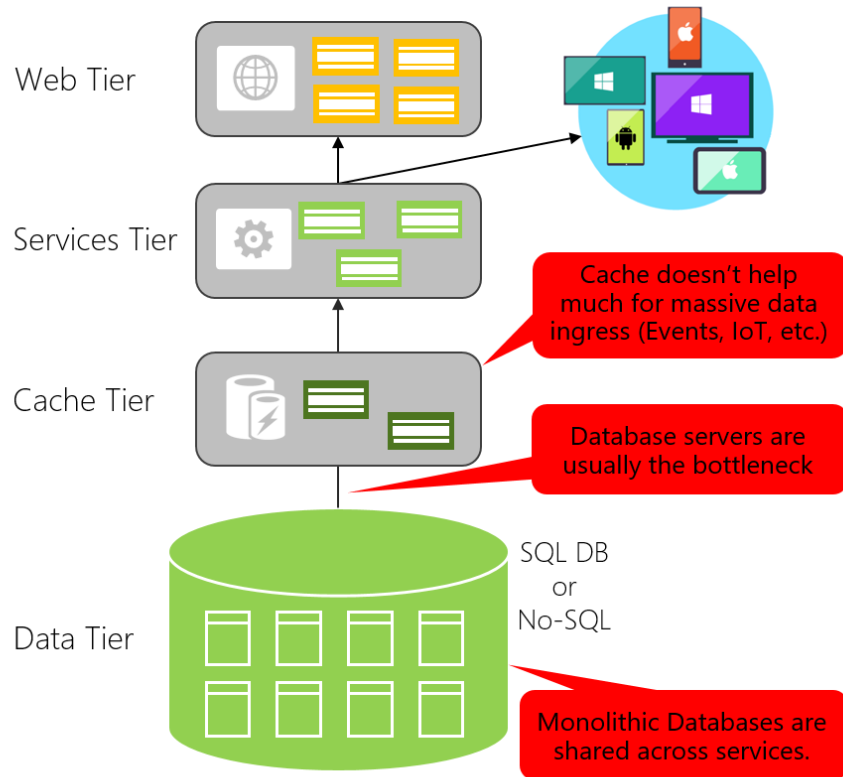 Web Tier
Services Tier
Cache doesn't help
much for massive data
ingress (Events, IoT, etc.)
Cache Tier
Database servers are
usually the bottleneck
SQL DB
or
No-SQL
Data Tier
Monolithic Databases are
shared across services.